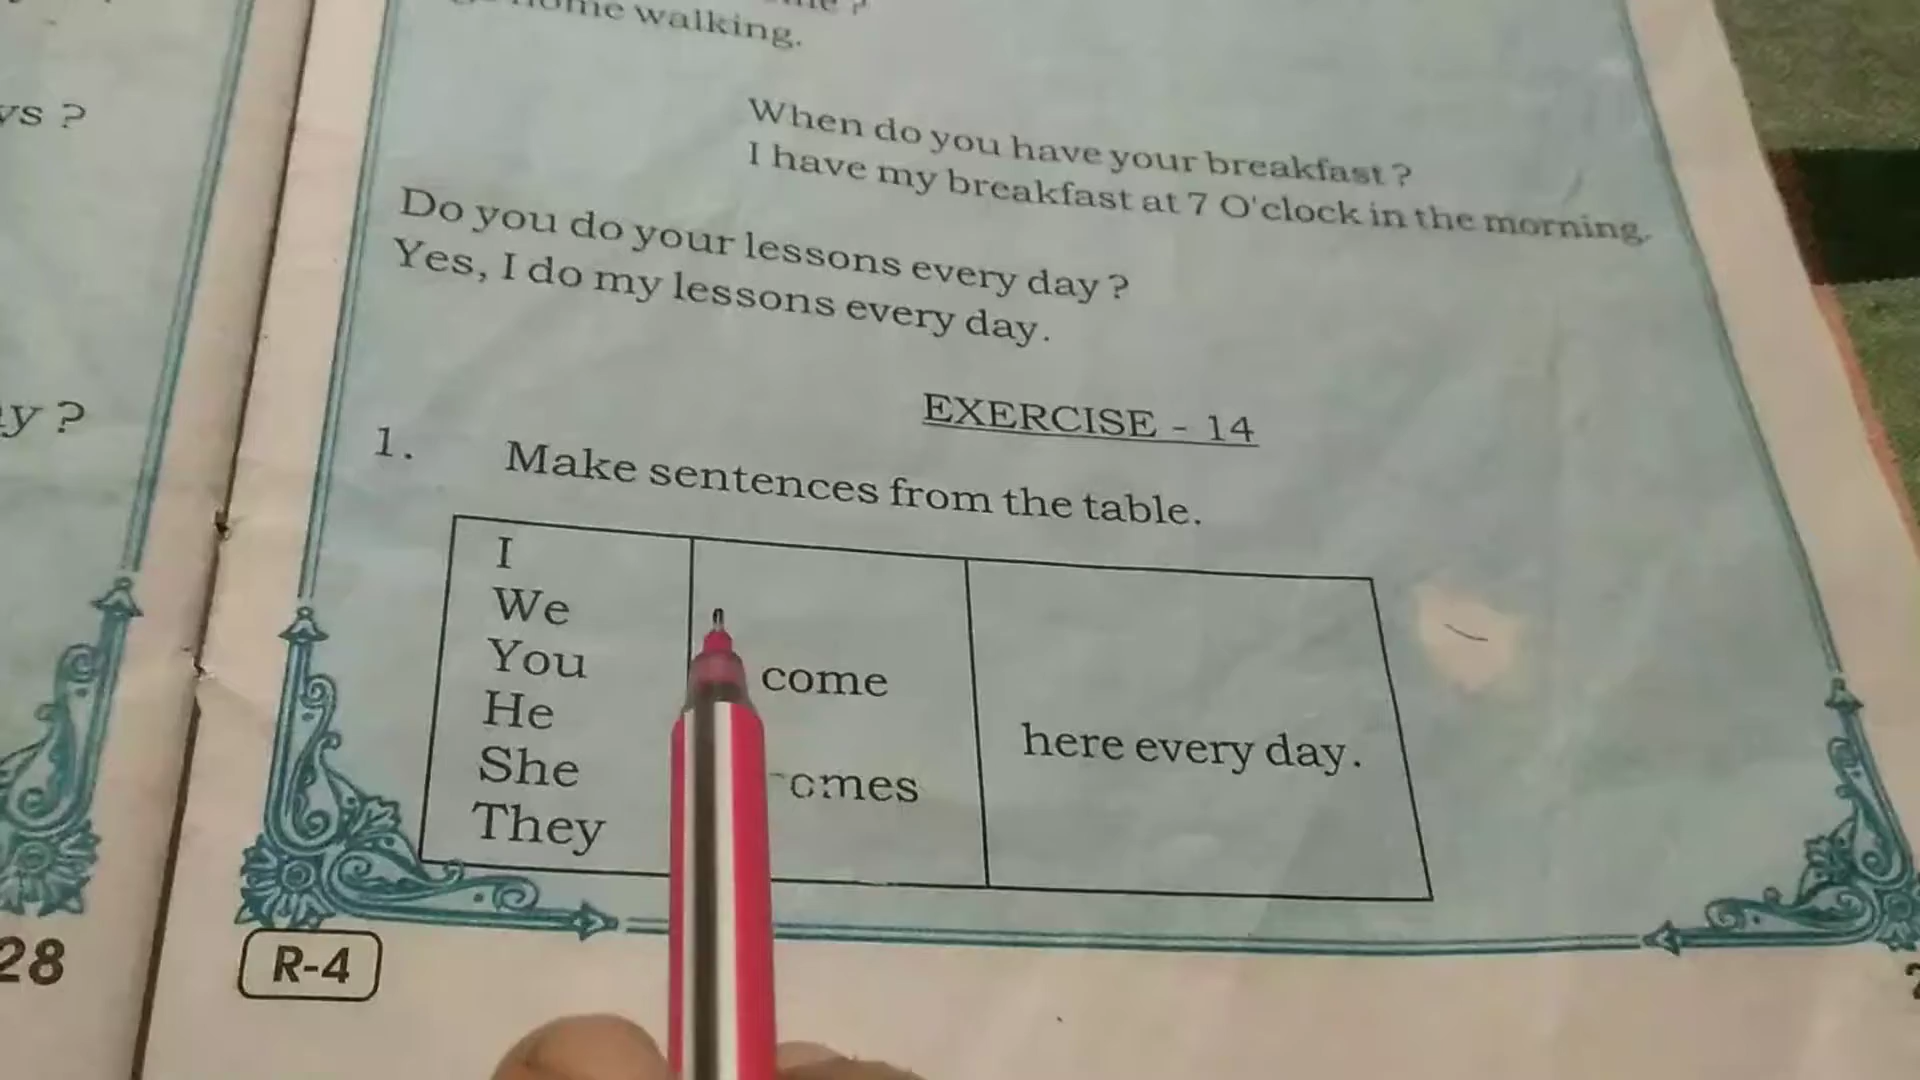 home walking.
When do you have your breakfast ?
I have my breakfast at 7 O'clock in the morning.
Do you do your lessons every day ?
Yes, I do my lessons every day.
EXERCISE - 14
1. Make sentences from the table.
I
We
You
He
She
They
come
omes
here every day.
y ?
28
R-4